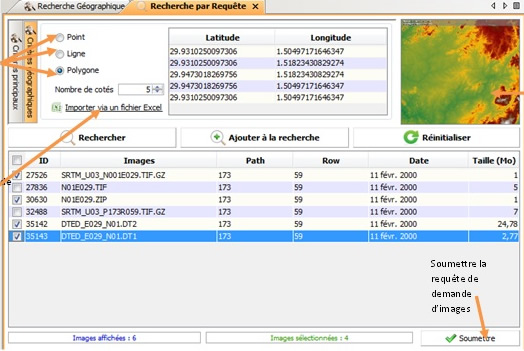 Recherche Géographique
Recherche par Requête
Critères principaux
Critères géographiques
Point
Ligne
Polygone
Nombre de cotés : 5
Importer via un fichier Excel
Latitude Longitude
29.9310250097306 1.50497171646347
29.9310250097306 1.51823430829274
29.9473018269756 1.51823430829274
29.9473018269756 1.50497171646347
29.9310250097306 1.50497171646347
Rechercher
Ajouter à la recherche
Réinitialiser
ID Images Path Row Date Taille (Mo)
27526 SRTM_U03_N001E029.TIF.GZ 173 59 11 févr. 2000 1
27836 N01E029.TIF 173 59 11 févr. 2000 5
30630 N01E029.ZIP 173 59 11 févr. 2000 1
32488 SRTM_U03_P173R059.TIF.GZ 173 59 11 févr. 2000 7
35142 DTED_E029_N01.DT2 173 59 11 févr. 2000 24,78
35143 DTED_E029_N01.DT1 173 59 11 févr. 2000 2,77
Soumettre la
requête de
demande
d'images
Images affichées : 6
Images sélectionnées : 4
Soumettre